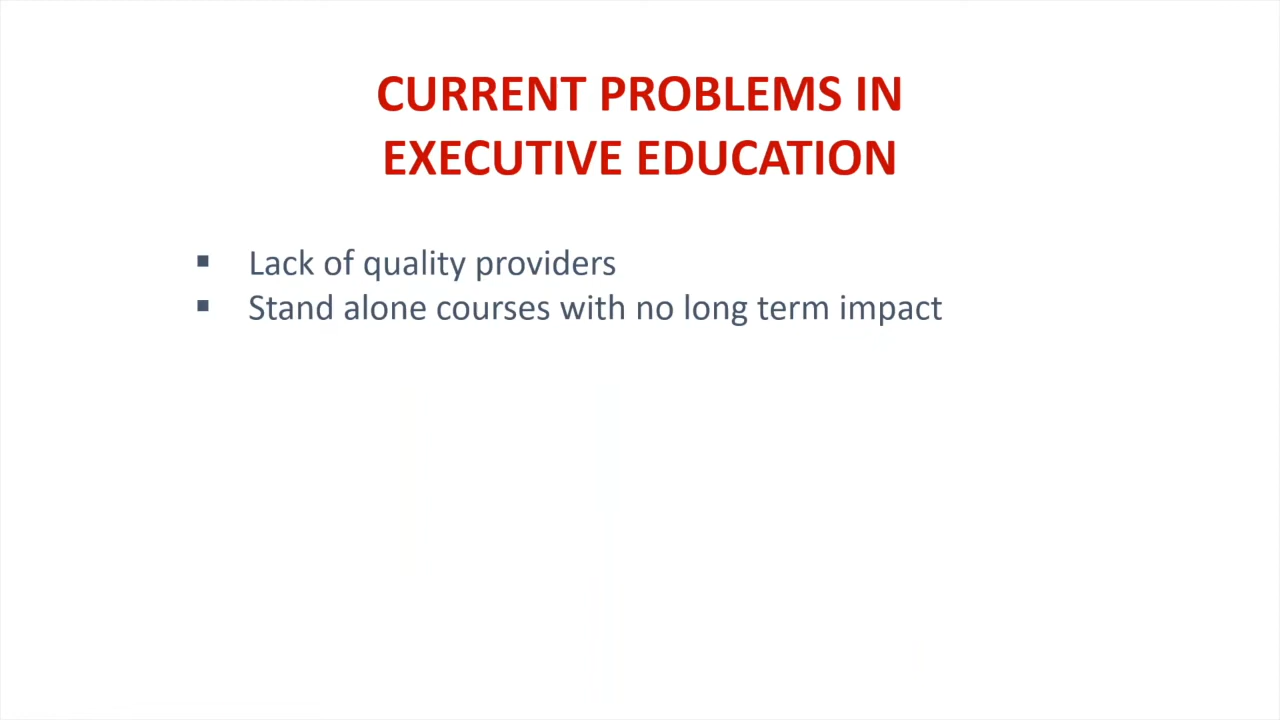 CURRENT PROBLEMS IN
EXECUTIVE EDUCATION
▪ Lack of quality providers
▪ Stand alone courses with no long term impact